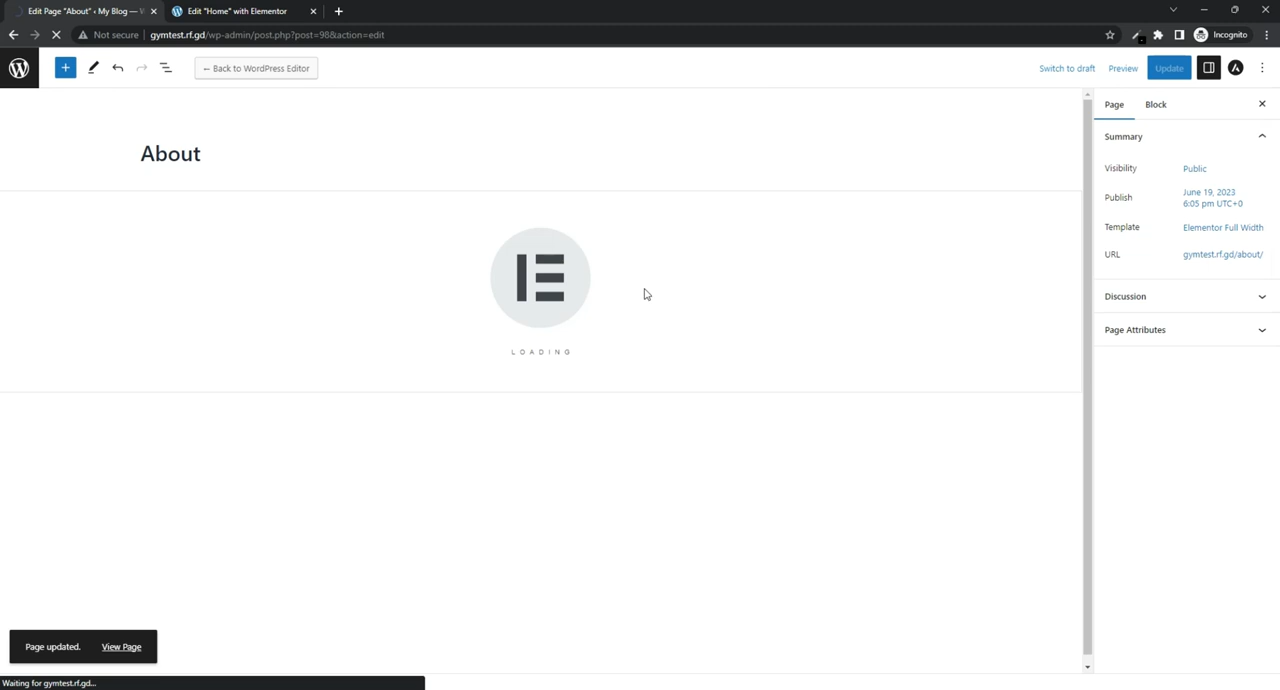 Edit Page "About" ‹ My Blog —
Edit "Home" with Elementor
Not secure
gymtest.rf.gd/wp-admin/post.php?post=98&action=edit
Incognito
← Back to WordPress Editor
Switch to draft
Preview
Update
Page
Block
About
Summary
Visibility
Public
Publish
June 19, 2023
6:05 pm UTC+0
Template
Elementor Full Width
URL
gymtest.rf.gd/about/
Discussion
Page Attributes
LOADING
Page updated.
View Page
Waiting for gymtest.rf.gd...